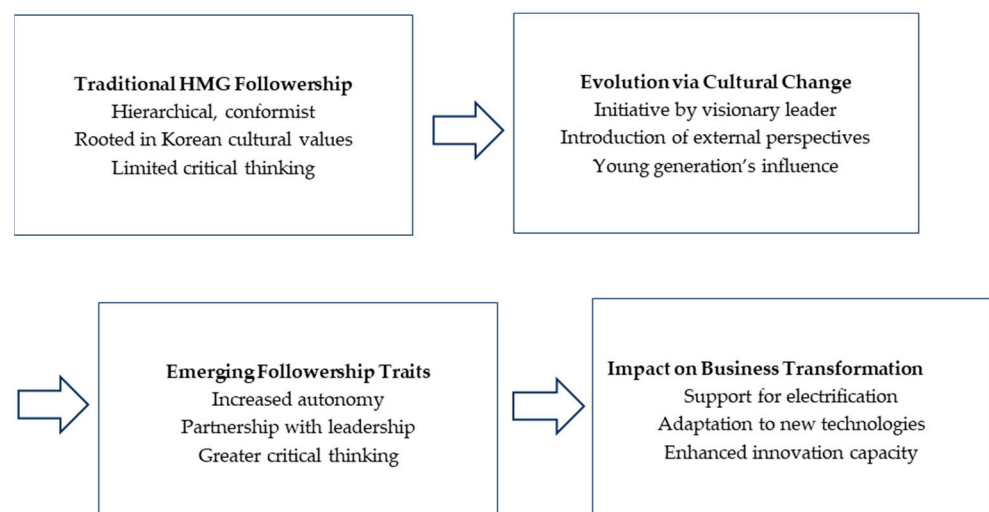 Traditional HMG Followership
Hierarchical, conformist
Rooted in Korean cultural values
Limited critical thinking
Evolution via Cultural Change
Initiative by visionary leader
Introduction of external perspectives
Young generation's influence
Emerging Followership Traits
Increased autonomy
Partnership with leadership
Greater critical thinking
Impact on Business Transformation
Support for electrification
Adaptation to new technologies
Enhanced innovation capacity